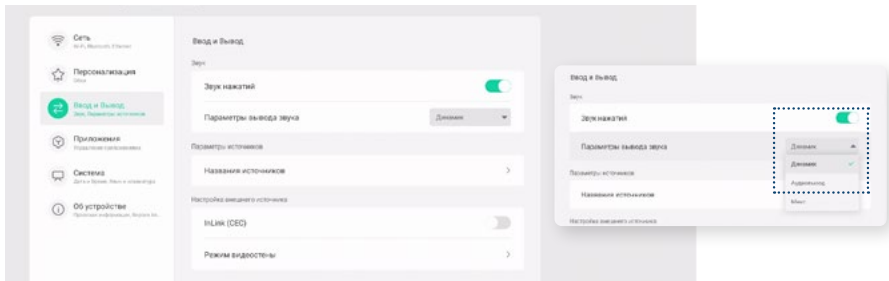 Сеть
Wi-Fi, Bluetooth, Ethernet
Персонализация
Обои
Ввод и Вывод
Звук, Параметры источников
Приложения
Управление приложениями
Система
Дата и Время, Язык и клавиатура
Об устройстве
Ввод и Вывод
Звук
Звук нажатий
Параметры вывода звука
Динамик
Параметры источников
Названия источников
Настройка внешнего источника
InLink (CEC)
Режим видеостены
Ввод и Вывод
Звук
Звук нажатий
Параметры вывода звука
Динамик
Динамик
Аудиовыход
Микс
Параметры источников
Названия источников
Настройка внешнего источника